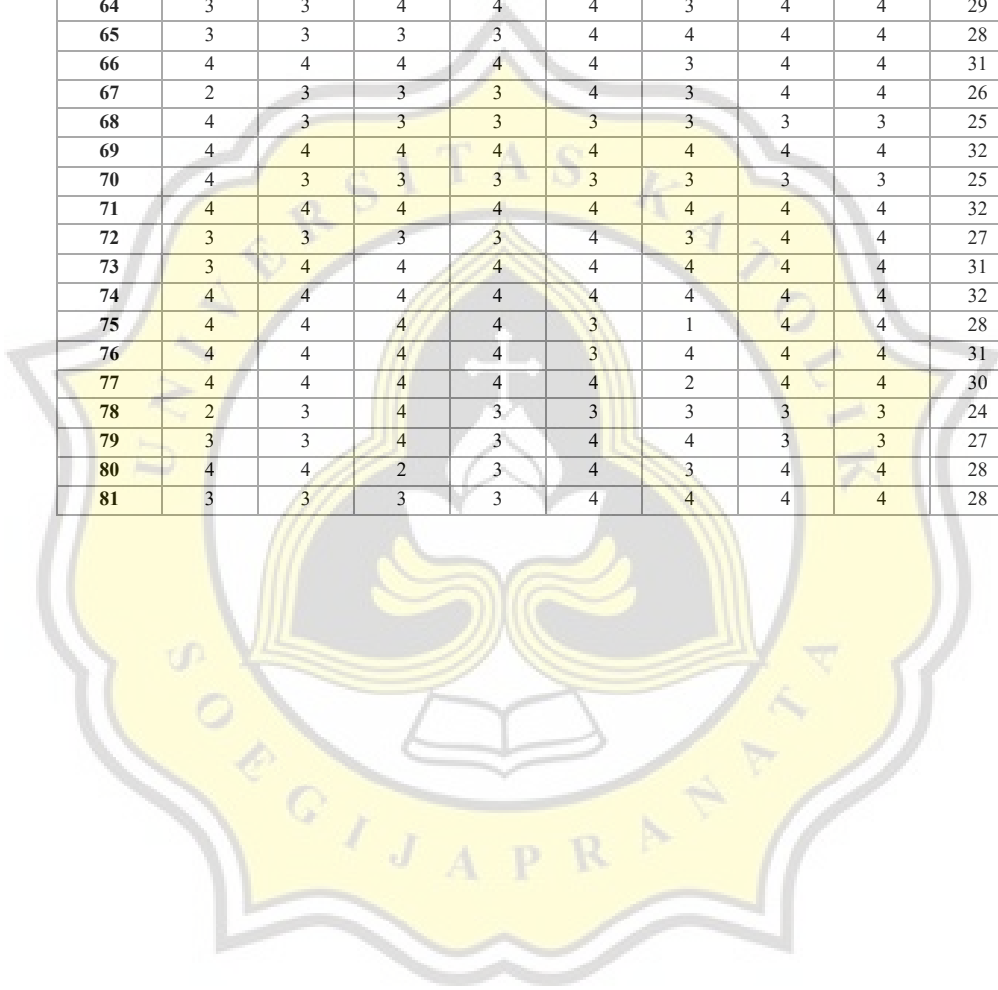 64 3 3 4 4 4 3 4 4 29
65 3 3 3 3 4 4 4 4 28
66 4 4 4 4 4 3 4 4 31
67 2 3 3 3 4 3 4 4 26
68 4 3 3 3 3 3 3 3 25
69 4 4 4 4 4 4 4 4 32
70 4 3 3 3 3 3 3 3 25
71 4 4 4 4 4 4 4 4 32
72 3 3 3 3 4 3 4 4 27
73 3 4 4 4 4 4 4 4 31
74 4 4 4 4 4 4 4 4 32
75 4 4 4 4 3 1 4 4 28
76 4 4 4 4 3 4 4 4 31
77 4 4 4 4 4 2 4 4 30
78 2 3 4 3 3 3 3 3 24
79 3 3 4 3 4 4 3 3 27
80 4 4 2 3 4 3 4 4 28
81 3 3 3 3 4 4 4 4 28
UNIVERSITAS KATOLIK
SOEGIJAPRANATA